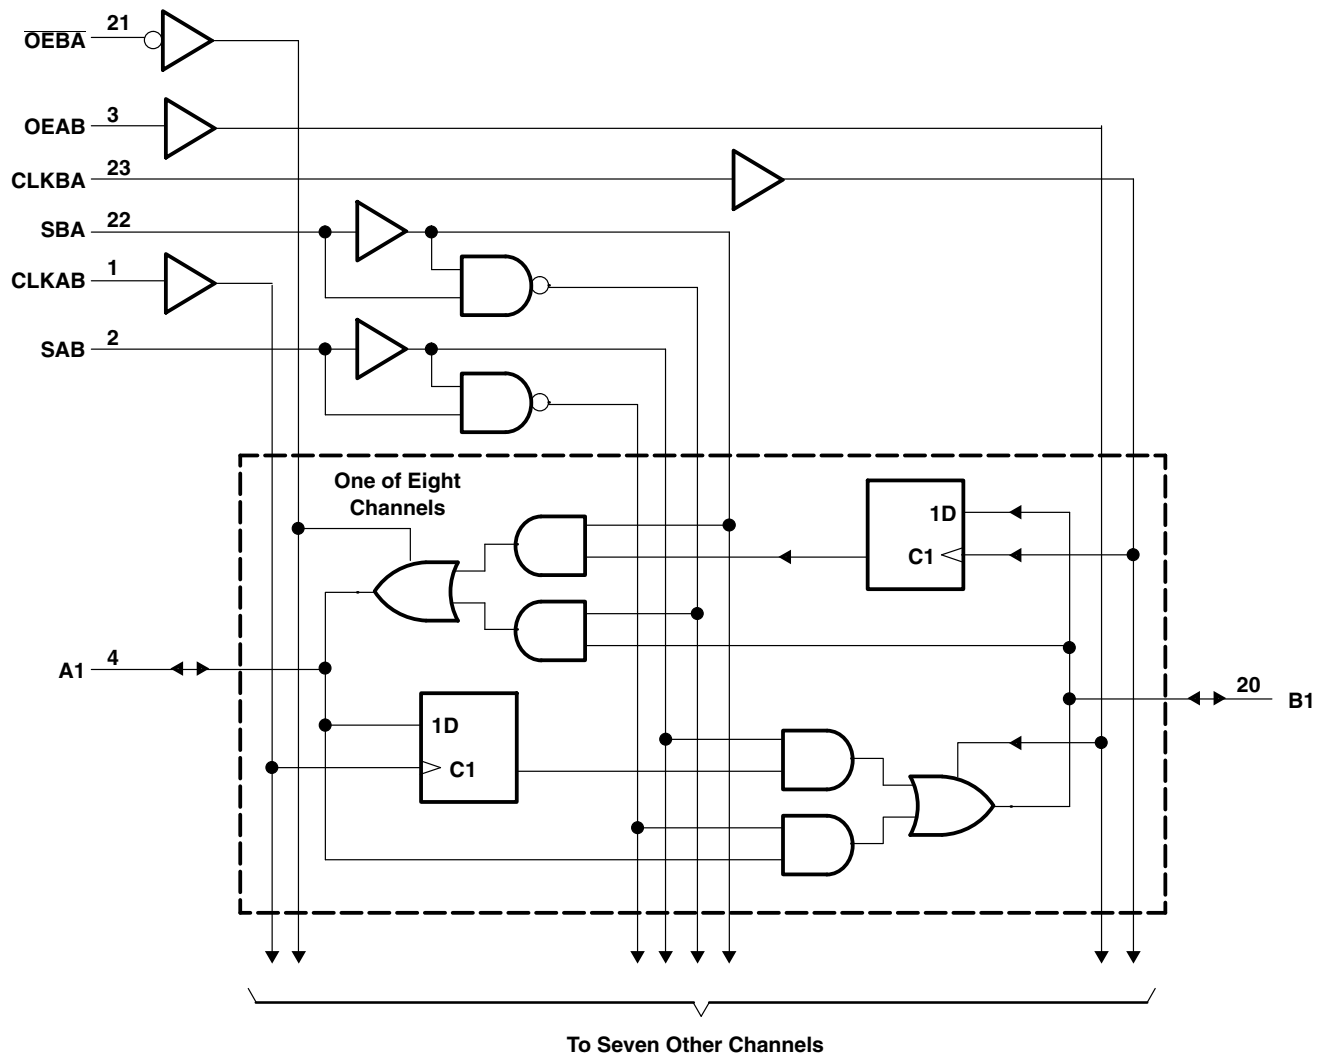 21
O̅E̅B̅A̅
3
OEAB
23
CLKBA
22
SBA
1
CLKAB
2
SAB
One of Eight
Channels
1D
C1
4
A1
1D
C1
20
B1
To Seven Other Channels